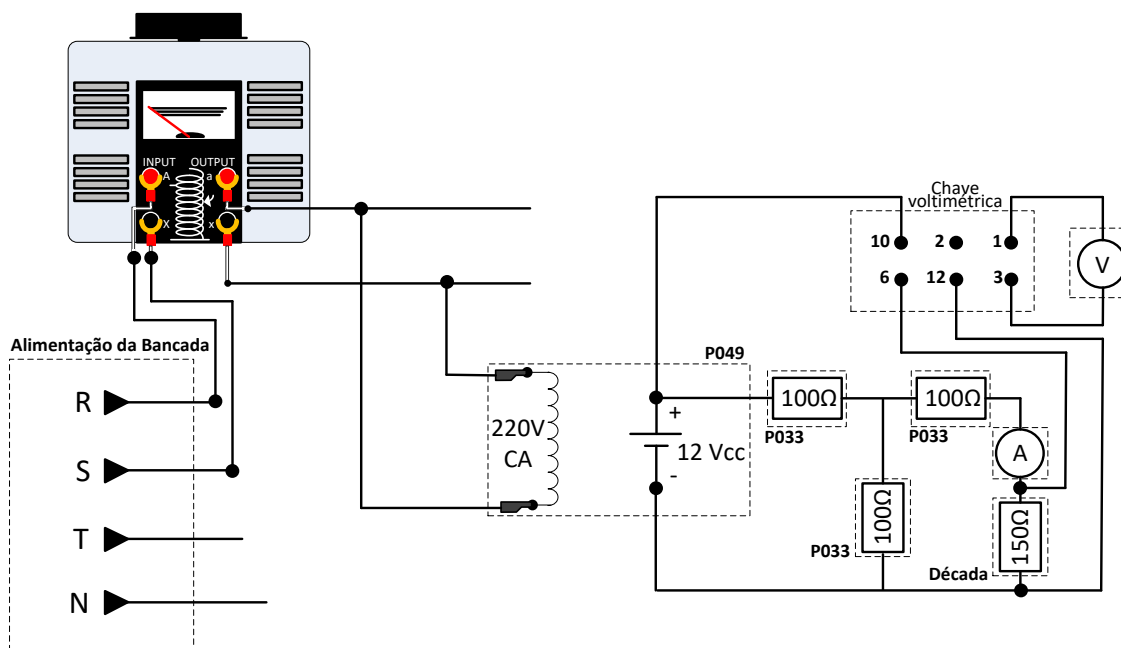 INPUT OUTPUT
A a
X x
Alimentação da Bancada
R
S
T
N
P049
220V
CA
+
12 Vcc
-
100Ω
P033
100Ω
P033
100Ω
P033
A
150Ω
Década
Chave
voltimétrica
10 2 1
6 12 3
V